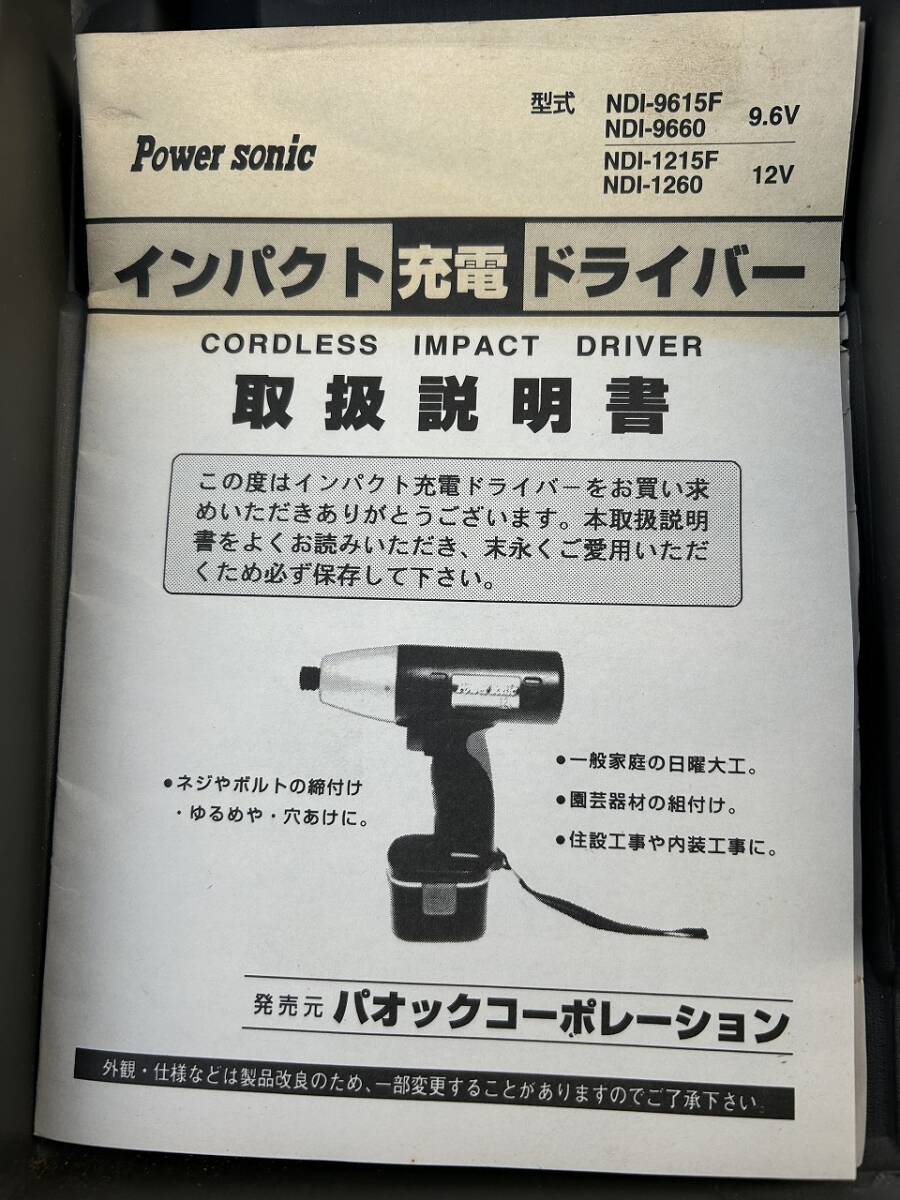 型式 NDI-9615F
NDI-9660 9.6V
NDI-1215F
NDI-1260 12V
Power sonic
インパクト充電ドライバー
CORDLESS IMPACT DRIVER
取扱説明書
この度はインパクト充電ドライバーをお買い求
めいただきありがとうございます。本取扱説明
書をよくお読みいただき、末永くご愛用いただ
くため必ず保存して下さい。
Power sonic
●ネジやボルトの締付け
・ゆるめや・穴あけに。
●一般家庭の日曜大工。
●園芸器材の組付け。
●住設工事や内装工事に。
発売元 パオックコーポレーション
外観・仕様などは製品改良のため、一部変更することがありますのでご了承下さい。